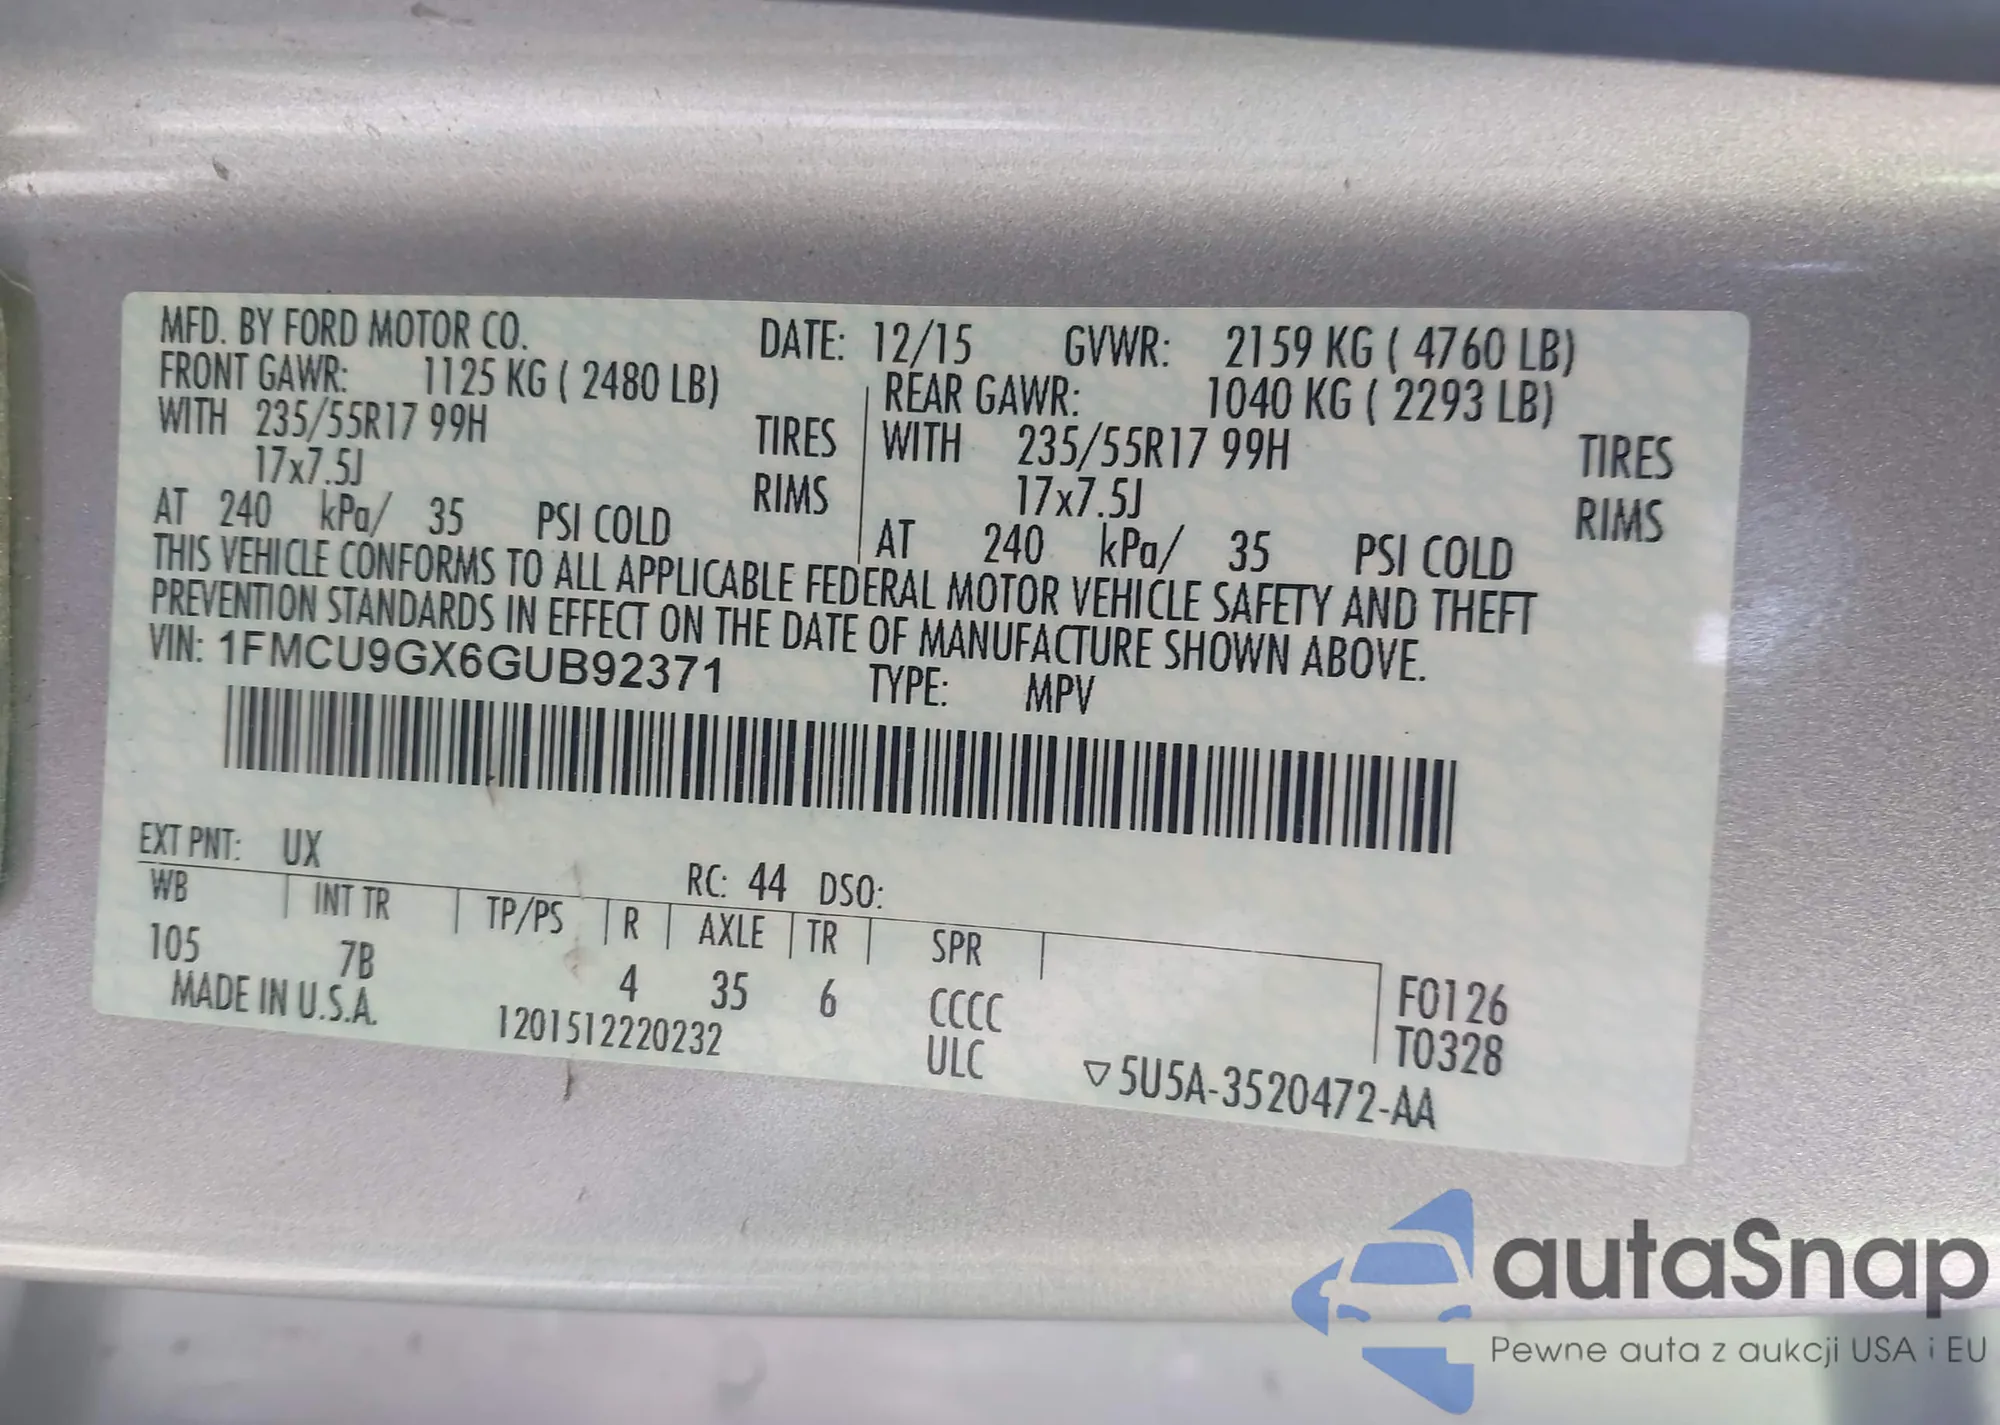 MFD. BY FORD MOTOR CO. DATE: 12/15 GVWR: 2159 KG ( 4760 LB)
FRONT GAWR: 1125 KG ( 2480 LB) REAR GAWR: 1040 KG ( 2293 LB)
WITH 235/55R17 99H TIRES WITH 235/55R17 99H TIRES
17x7.5J RIMS 17x7.5J RIMS
AT 240 kPa/ 35 PSI COLD AT 240 kPa/ 35 PSI COLD
THIS VEHICLE CONFORMS TO ALL APPLICABLE FEDERAL MOTOR VEHICLE SAFETY AND THEFT
PREVENTION STANDARDS IN EFFECT ON THE DATE OF MANUFACTURE SHOWN ABOVE.
VIN: 1FMCU9GX6GUB92371 TYPE: MPV
EXT PNT: UX RC: 44 DSO:
WB INT TR TP/PS R AXLE TR SPR
105 7B 4 35 6 CCCC F0126
MADE IN U.S.A. 1201512220232 ULC T0328
▽5U5A-3520472-AA
autaSnap
Pewne auta z aukcji USA i EU